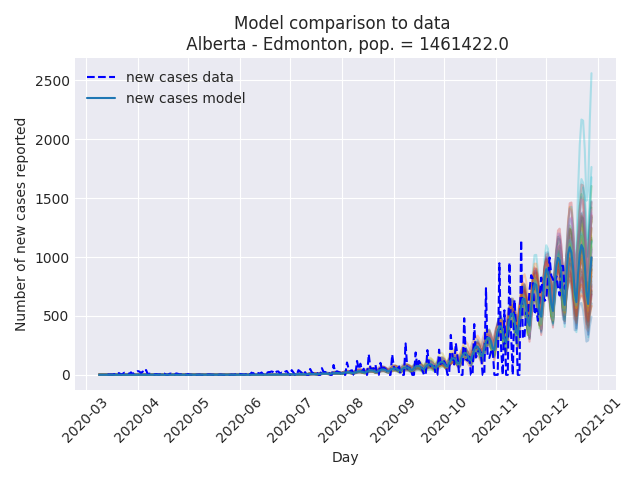 Model comparison to data
Alberta - Edmonton, pop. = 1461422.0
new cases data
new cases model
Number of new cases reported
2500
2000
1500
1000
500
0
2020-03
2020-04
2020-05
2020-06
2020-07
2020-08
2020-09
2020-10
2020-11
2020-12
2021-01
Day